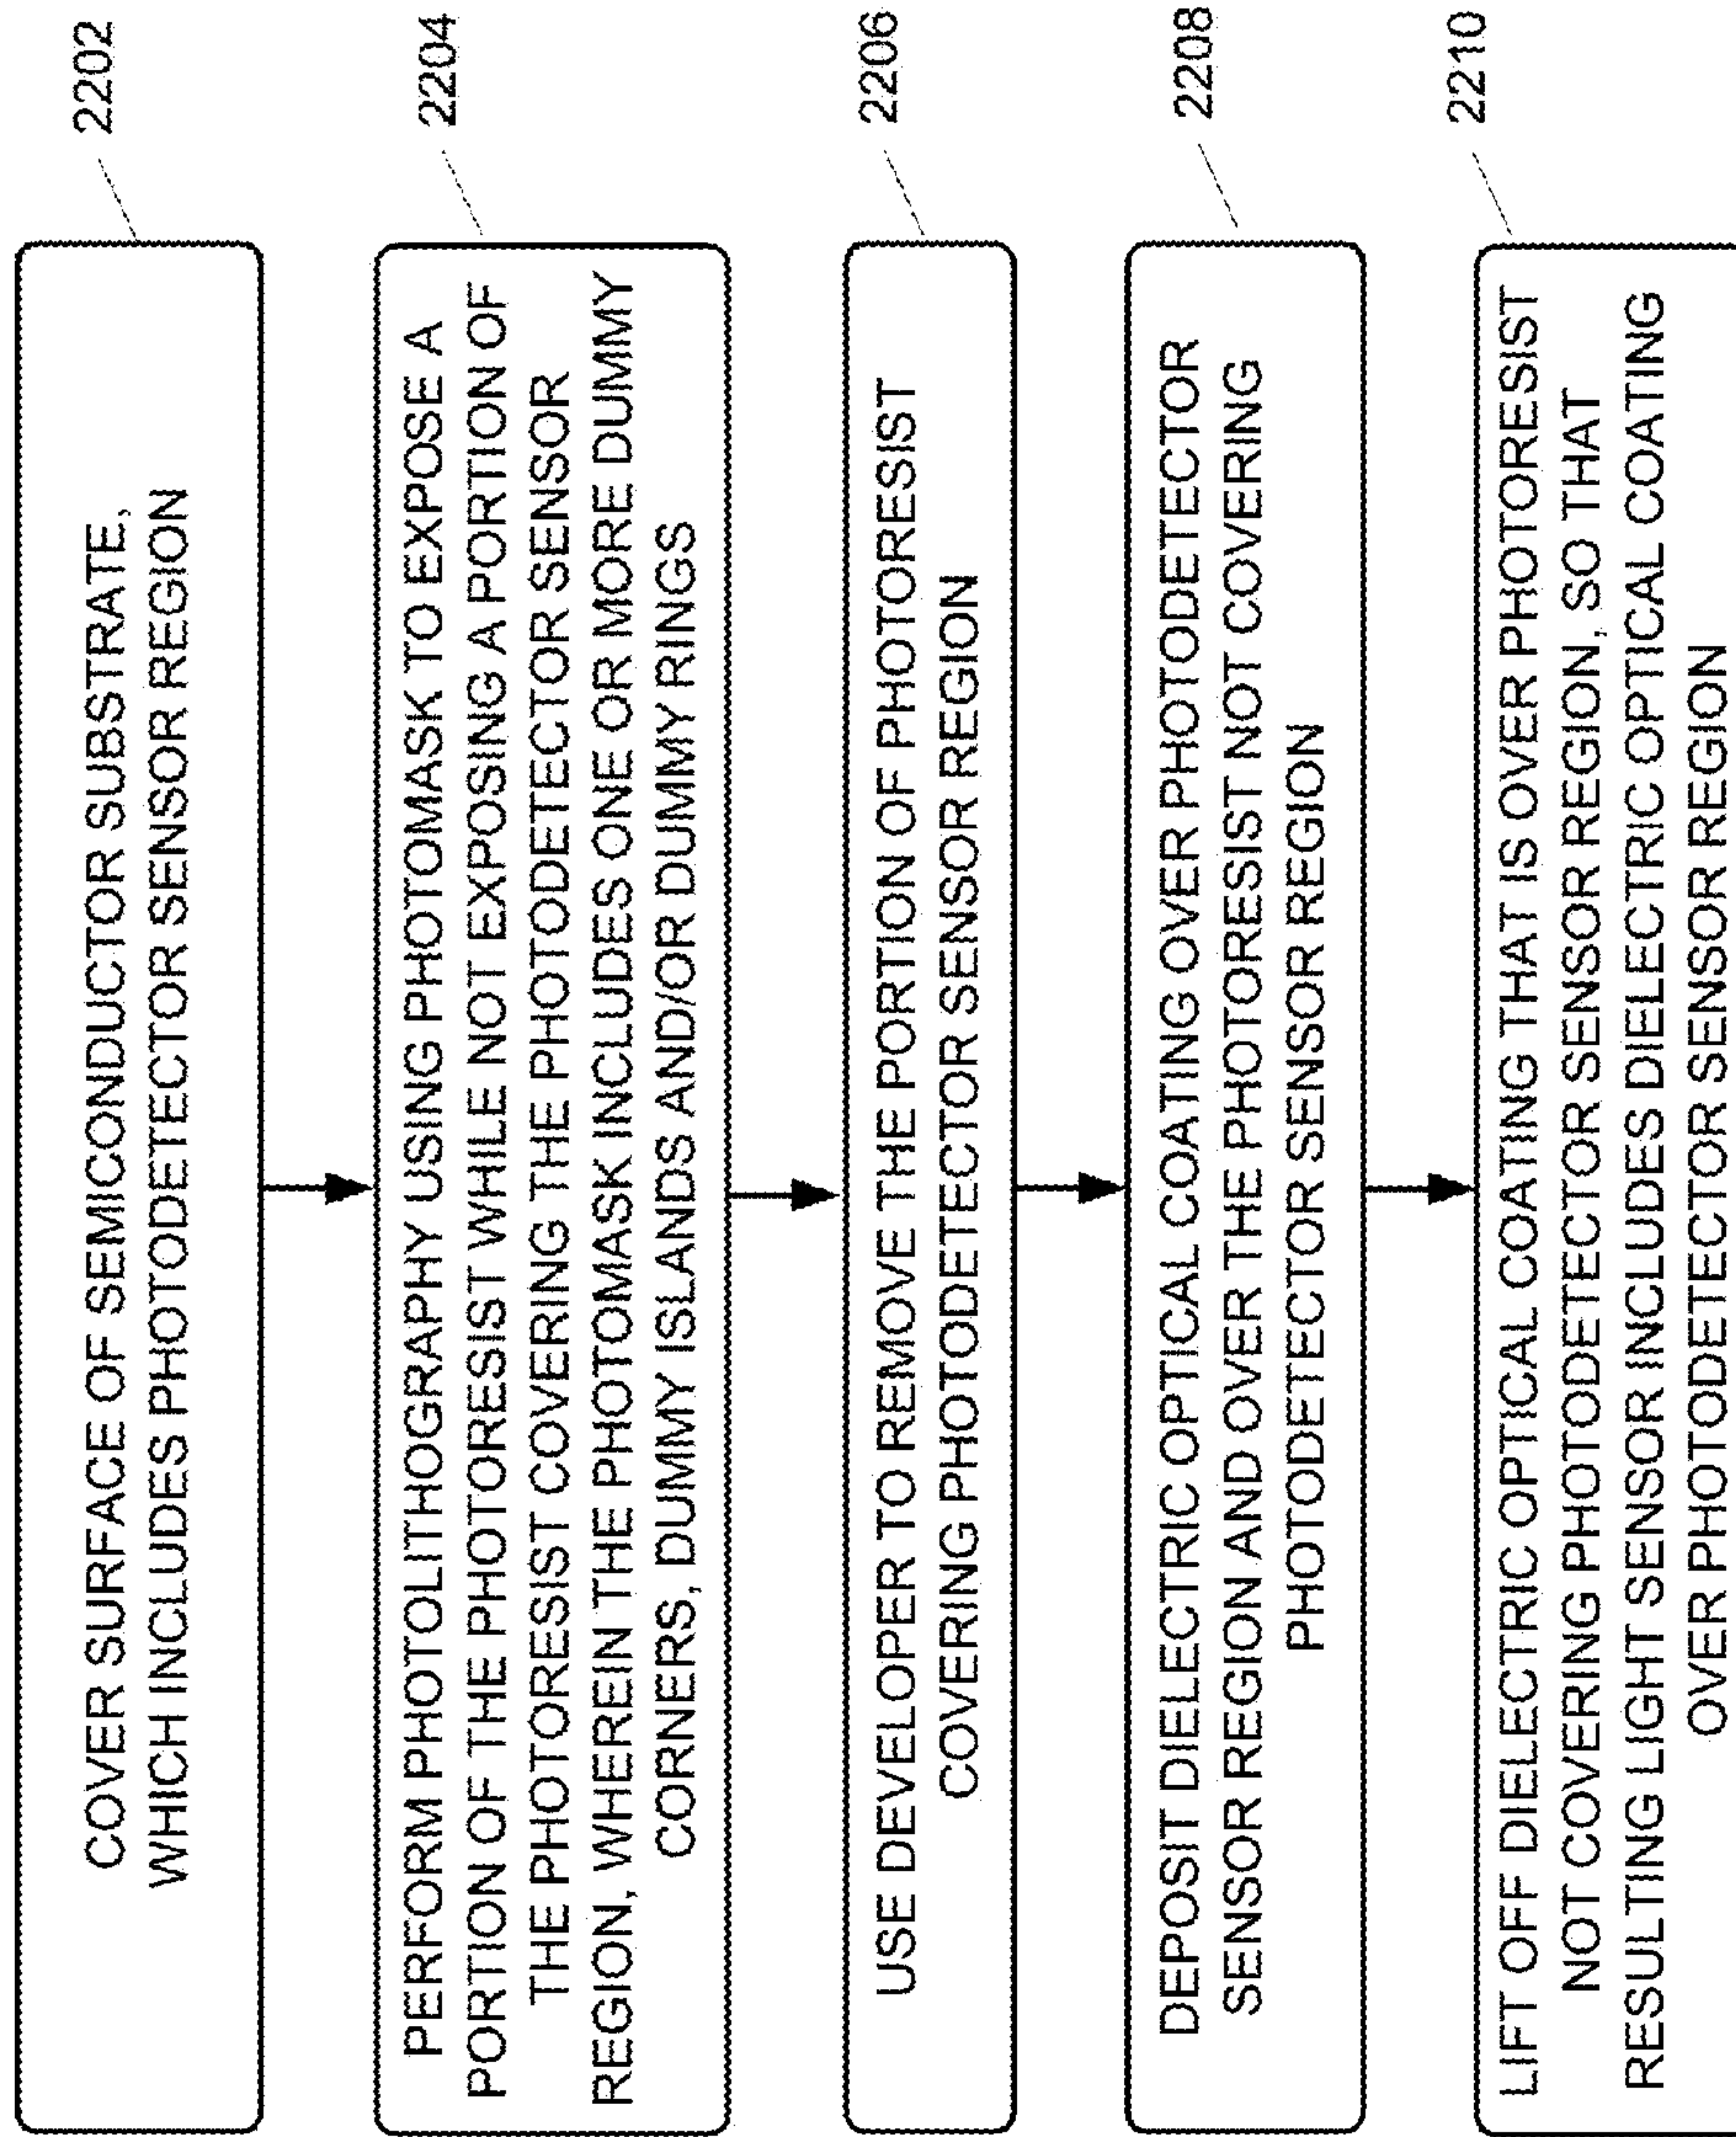 COVER SURFACE OF SEMICONDUCTOR SUBSTRATE,
WHICH INCLUDES PHOTODETECTOR SENSOR REGION
2202
PERFORM PHOTOLITHOGRAPHY USING PHOTOMASK TO EXPOSE A
PORTION OF THE PHOTORESIST WHILE NOT EXPOSING A PORTION OF
THE PHOTORESIST COVERING THE PHOTODETECTOR SENSOR
REGION, WHEREIN THE PHOTOMASK INCLUDES ONE OR MORE DUMMY
CORNERS, DUMMY ISLANDS AND/OR DUMMY RINGS
2204
USE DEVELOPER TO REMOVE THE PORTION OF PHOTORESIST
COVERING PHOTODETECTOR SENSOR REGION
2206
DEPOSIT DIELECTRIC OPTICAL COATING OVER PHOTODETECTOR
SENSOR REGION AND OVER THE PHOTORESIST NOT COVERING
PHOTODETECTOR SENSOR REGION
2208
LIFT OFF DIELECTRIC OPTICAL COATING THAT IS OVER PHOTORESIST
NOT COVERING PHOTODETECTOR SENSOR REGION, SO THAT
RESULTING LIGHT SENSOR INCLUDES DIELECTRIC OPTICAL COATING
OVER PHOTODETECTOR SENSOR REGION
2210